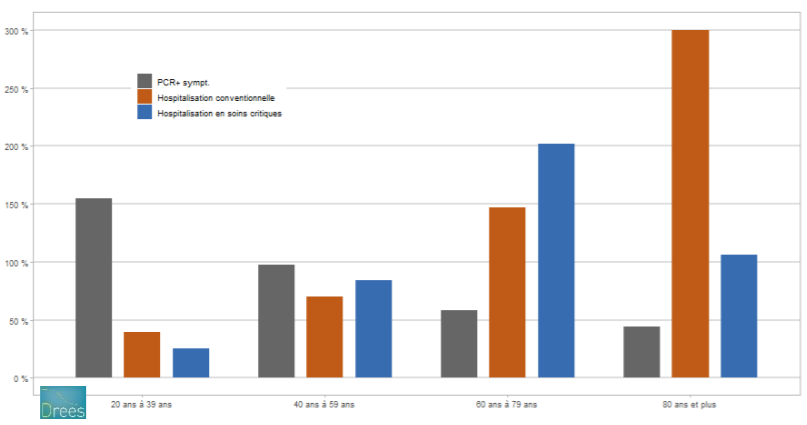 300 %
250 %
200 %
150 %
100 %
50 %
0 %
PCR+ sympt.
Hospitalisation conventionnelle
Hospitalisation en soins critiques
20 ans à 39 ans
40 ans à 59 ans
60 ans à 79 ans
80 ans et plus
Drees